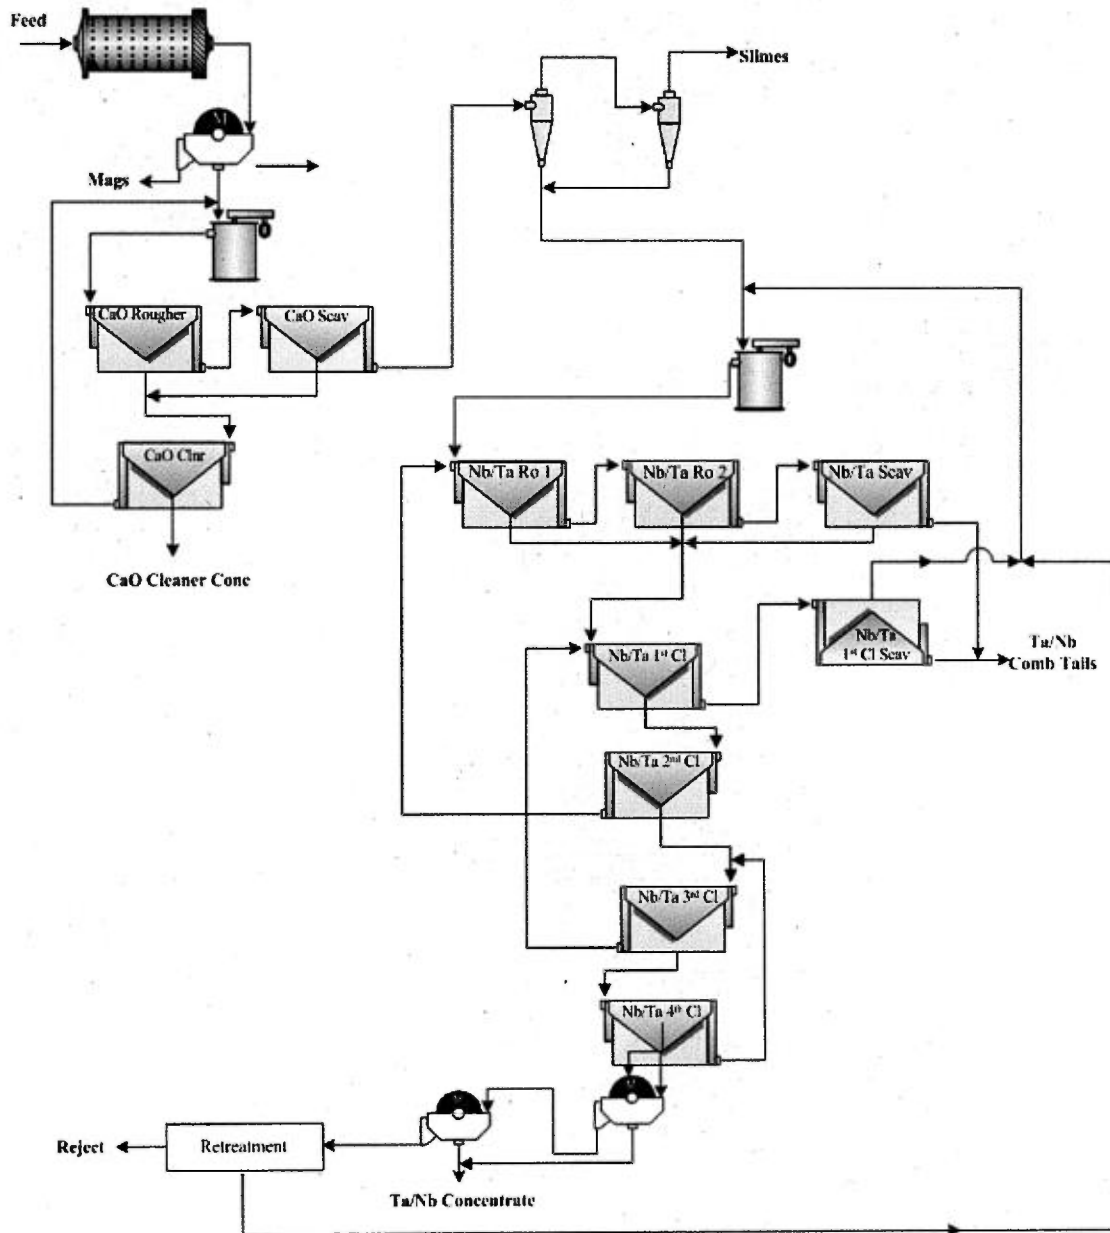 Feed
M
Mags
Slimes
CaO Rougher
CaO Scav
CaO Clnr
CaO Cleaner Conc
Nb/Ta Ro 1
Nb/Ta Ro 2
Nb/Ta Scav
Nb/Ta
1st Cl Scav
Ta/Nb
Comb Tails
Nb/Ta 1st Cl
Nb/Ta 2nd Cl
Nb/Ta 3nd Cl
Nb/Ta 4th Cl
M
M
Reject
Retreatment
Ta/Nb Concentrate